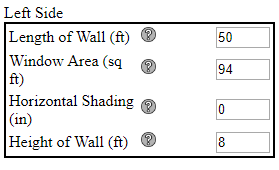 Left Side
Length of Wall (ft) ? 50
Window Area (sq
ft) ? 94
Horizontal Shading
(in) ? 0
Height of Wall (ft) ? 8